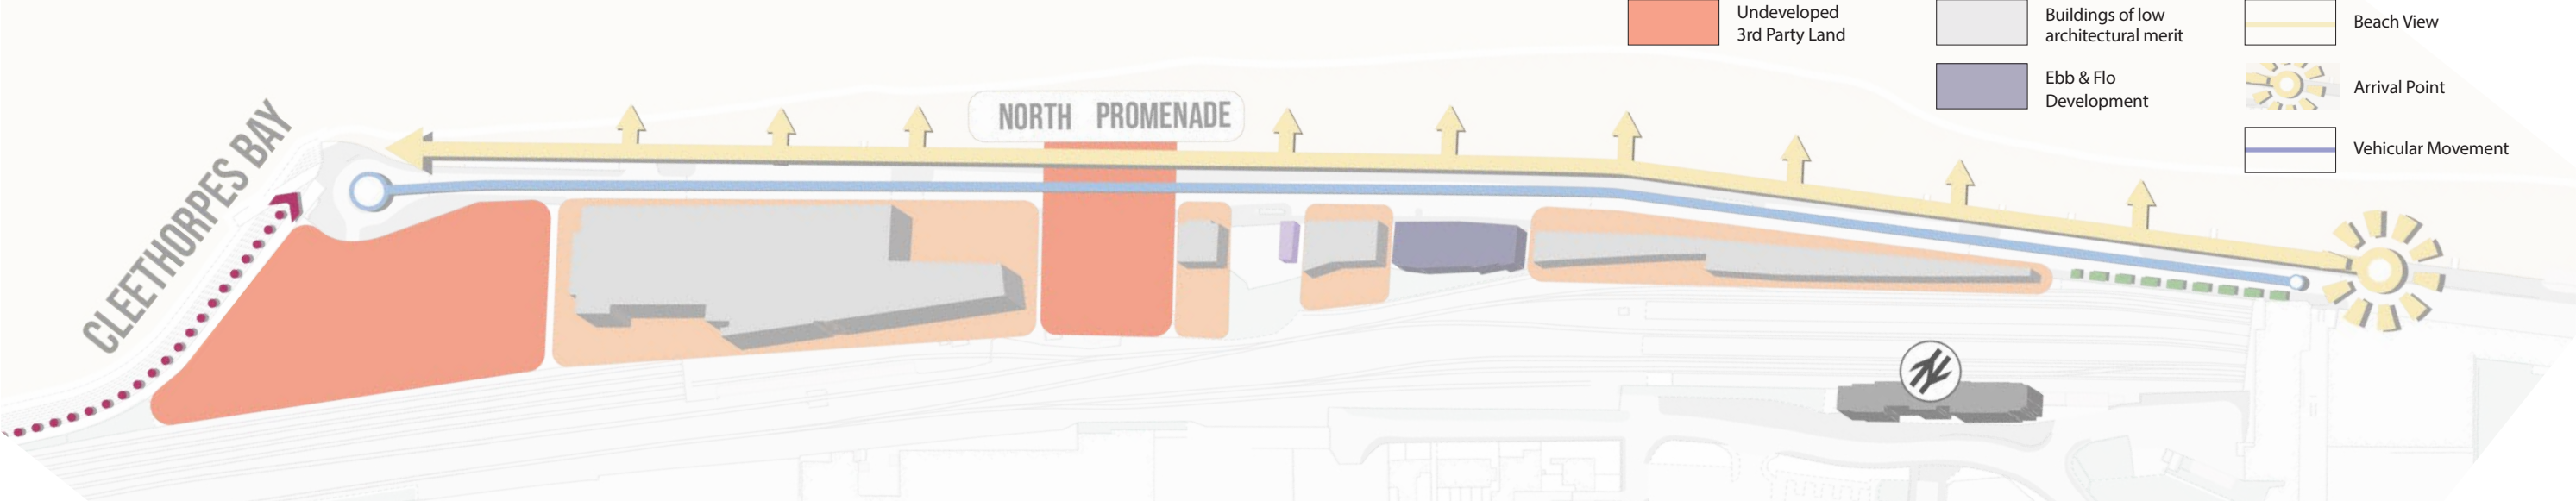 Undeveloped
3rd Party Land
Buildings of low
architectural merit
Beach View
Ebb & Flo
Development
Arrival Point
Vehicular Movement
NORTH PROMENADE
CLEETHORPES BAY